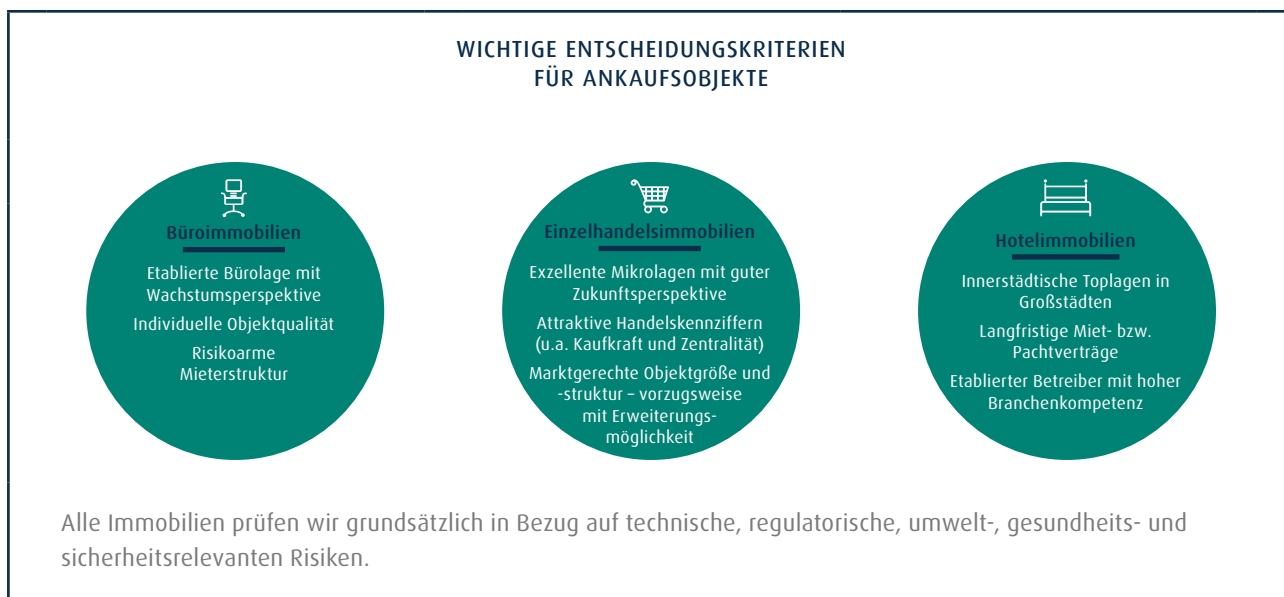 WICHTIGE ENTSCHEIDUNGSKRITERIEN
FÜR ANKAUFSOBJEKTE
Büroimmobilien
Etablierte Bürolage mit
Wachstumsperspektive
Individuelle Objektqualität
Risikoarme
Mieterstruktur
Einzelhandelsimmobilien
Exzellente Mikrolagen mit guter
Zukunftsperspektive
Attraktive Handelskennziffern
(u.a. Kaufkraft und Zentralität)
Marktgerechte Objektgröße und
-struktur – vorzugsweise
mit Erweiterungs-
möglichkeit
Hotelimmobilien
Innerstädtische Toplagen in
Großstädten
Langfristige Miet- bzw.
Pachtverträge
Etablierter Betreiber mit hoher
Branchenkompetenz
Alle Immobilien prüfen wir grundsätzlich in Bezug auf technische, regulatorische, umwelt-, gesundheits- und
sicherheitsrelevanten Risiken.